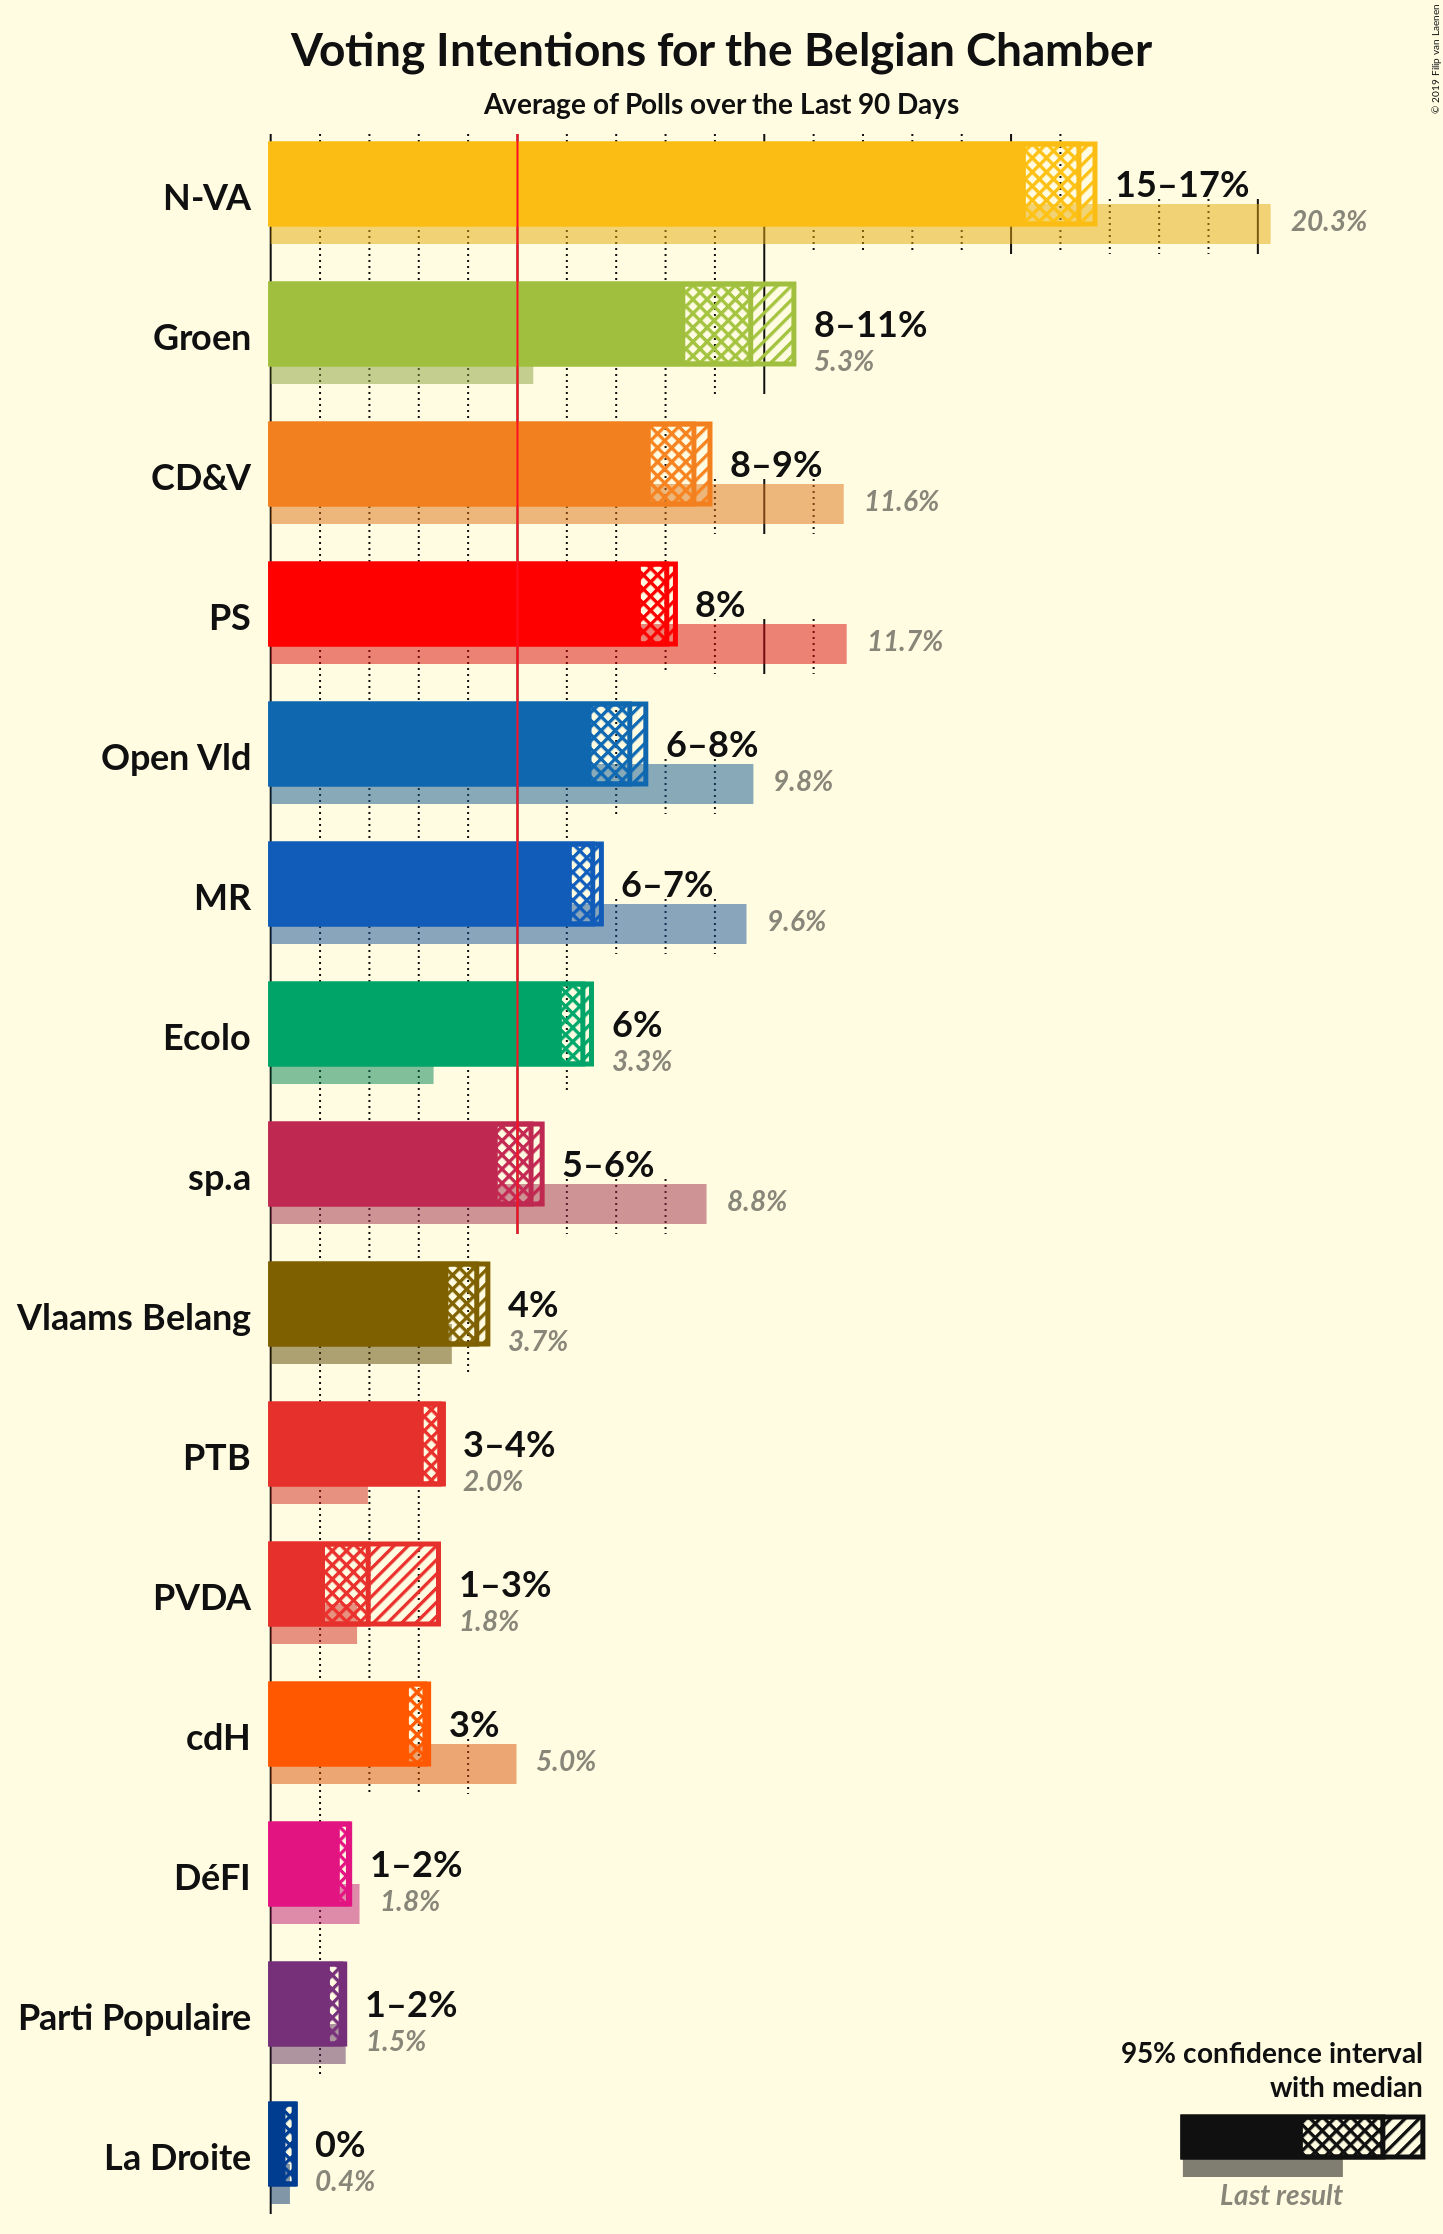 © 2019 Filip van Laenen
Voting Intentions for the Belgian Chamber
Average of Polls over the Last 90 Days
N-VA
15–17%
20.3%
Groen
8–11%
5.3%
CD&V
8–9%
11.6%
PS
8%
11.7%
Open Vld
6–8%
9.8%
MR
6–7%
9.6%
Ecolo
6%
3.3%
sp.a
5–6%
8.8%
Vlaams Belang
4%
3.7%
PTB
3–4%
2.0%
PVDA
1–3%
1.8%
cdH
3%
5.0%
DéFI
1–2%
1.8%
Parti Populaire
1–2%
1.5%
La Droite
0%
0.4%
95% confidence interval
with median
Last result